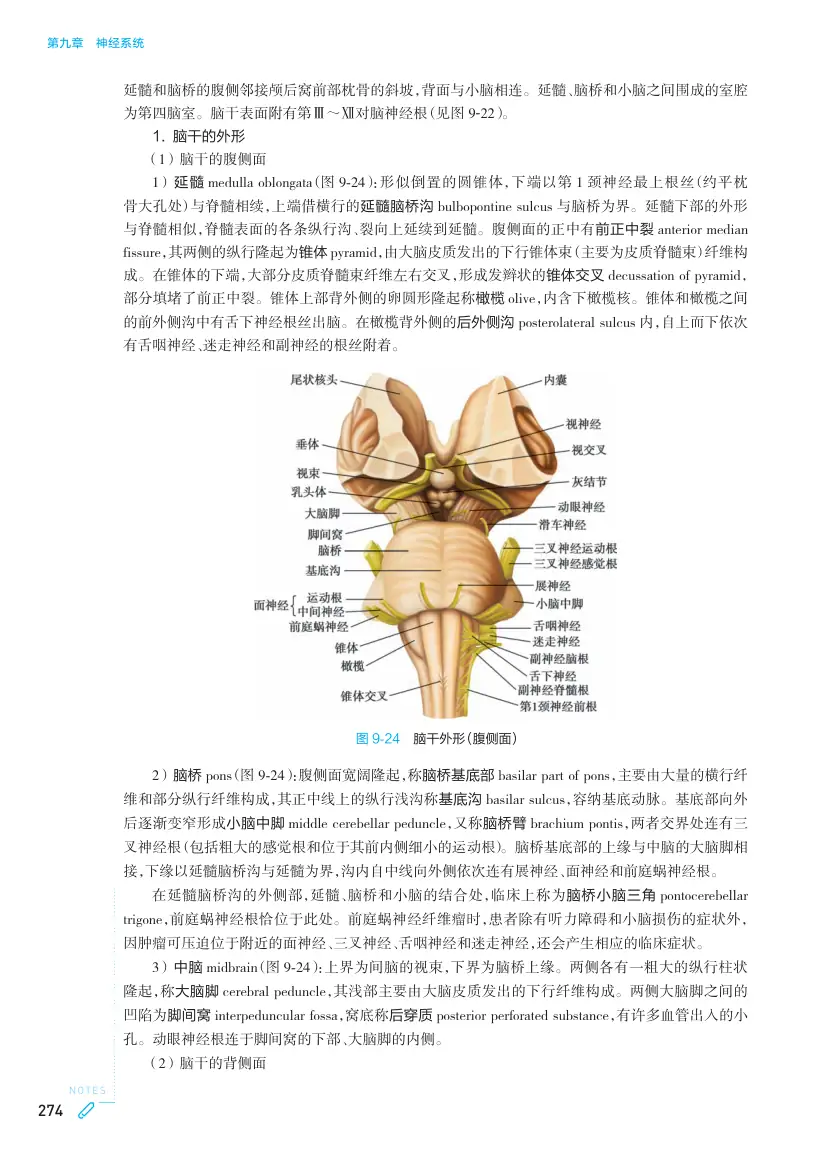 第九章 神经系统
延髓和脑桥的腹侧邻接颅后窝前部枕骨的斜坡，背面与小脑相连。延髓、脑桥和小脑之间围成的室腔
为第四脑室。脑干表面附有第Ⅲ～Ⅻ对脑神经根（见图 9-22）。
1. 脑干的外形
（1）脑干的腹侧面
1）延髓 medulla oblongata（图 9-24）：形似倒置的圆锥体，下端以第 1 颈神经最上根丝（约平枕
骨大孔处）与脊髓相续，上端借横行的延髓脑桥沟 bulbopontine sulcus 与脑桥为界。延髓下部的外形
与脊髓相似，脊髓表面的各条纵行沟、裂向上延续到延髓。腹侧面的正中有前正中裂 anterior median
fissure，其两侧的纵行隆起为锥体 pyramid，由大脑皮质发出的下行锥体束（主要为皮质脊髓束）纤维构
成。在锥体的下端，大部分皮质脊髓束纤维左右交叉，形成发辫状的锥体交叉 decussation of pyramid，
部分填堵了前正中裂。锥体上部背外侧的卵圆形隆起称橄榄 olive，内含下橄榄核。锥体和橄榄之间
的前外侧沟中有舌下神经根丝出脑。在橄榄背外侧的后外侧沟 posterolateral sulcus 内，自上而下依次
有舌咽神经、迷走神经和副神经的根丝附着。
尾状核头
内囊
视神经
垂体
视交叉
视束
灰结节
乳头体
动眼神经
大脑脚
滑车神经
脚间窝
脑桥
三叉神经运动根
三叉神经感觉根
基底沟
展神经
面神经 { 运动根
中间神经
小脑中脚
前庭蜗神经
舌咽神经
迷走神经
锥体
副神经脑根
橄榄
舌下神经
副神经脊髓根
锥体交叉
第1颈神经前根
图 9-24 脑干外形（腹侧面）
2）脑桥 pons（图 9-24）：腹侧面宽阔隆起，称脑桥基底部 basilar part of pons，主要由大量的横行纤
维和部分纵行纤维构成，其正中线上的纵行浅沟称基底沟 basilar sulcus，容纳基底动脉。基底部向外
后逐渐变窄形成小脑中脚 middle cerebellar peduncle，又称脑桥臂 brachium pontis，两者交界处连有三
叉神经根（包括粗大的感觉根和位于其前内侧细小的运动根）。脑桥基底部的上缘与中脑的大脑脚相
接，下缘以延髓脑桥沟与延髓为界，沟内自中线向外侧依次连有展神经、面神经和前庭蜗神经根。
在延髓脑桥沟的外侧部，延髓、脑桥和小脑的结合处，临床上称为脑桥小脑三角 pontocerebellar
trigone，前庭蜗神经根恰位于此处。前庭蜗神经纤维瘤时，患者除有听力障碍和小脑损伤的症状外，
因肿瘤可压迫位于附近的面神经、三叉神经、舌咽神经和迷走神经，还会产生相应的临床症状。
3）中脑 midbrain（图 9-24）：上界为间脑的视束，下界为脑桥上缘。两侧各有一粗大的纵行柱状
隆起，称大脑脚 cerebral peduncle，其浅部主要由大脑皮质发出的下行纤维构成。两侧大脑脚之间的
凹陷为脚间窝 interpeduncular fossa，窝底称后穿质 posterior perforated substance，有许多血管出入的小
孔。动眼神经根连于脚间窝的下部、大脑脚的内侧。
（2）脑干的背侧面
NOTES
274